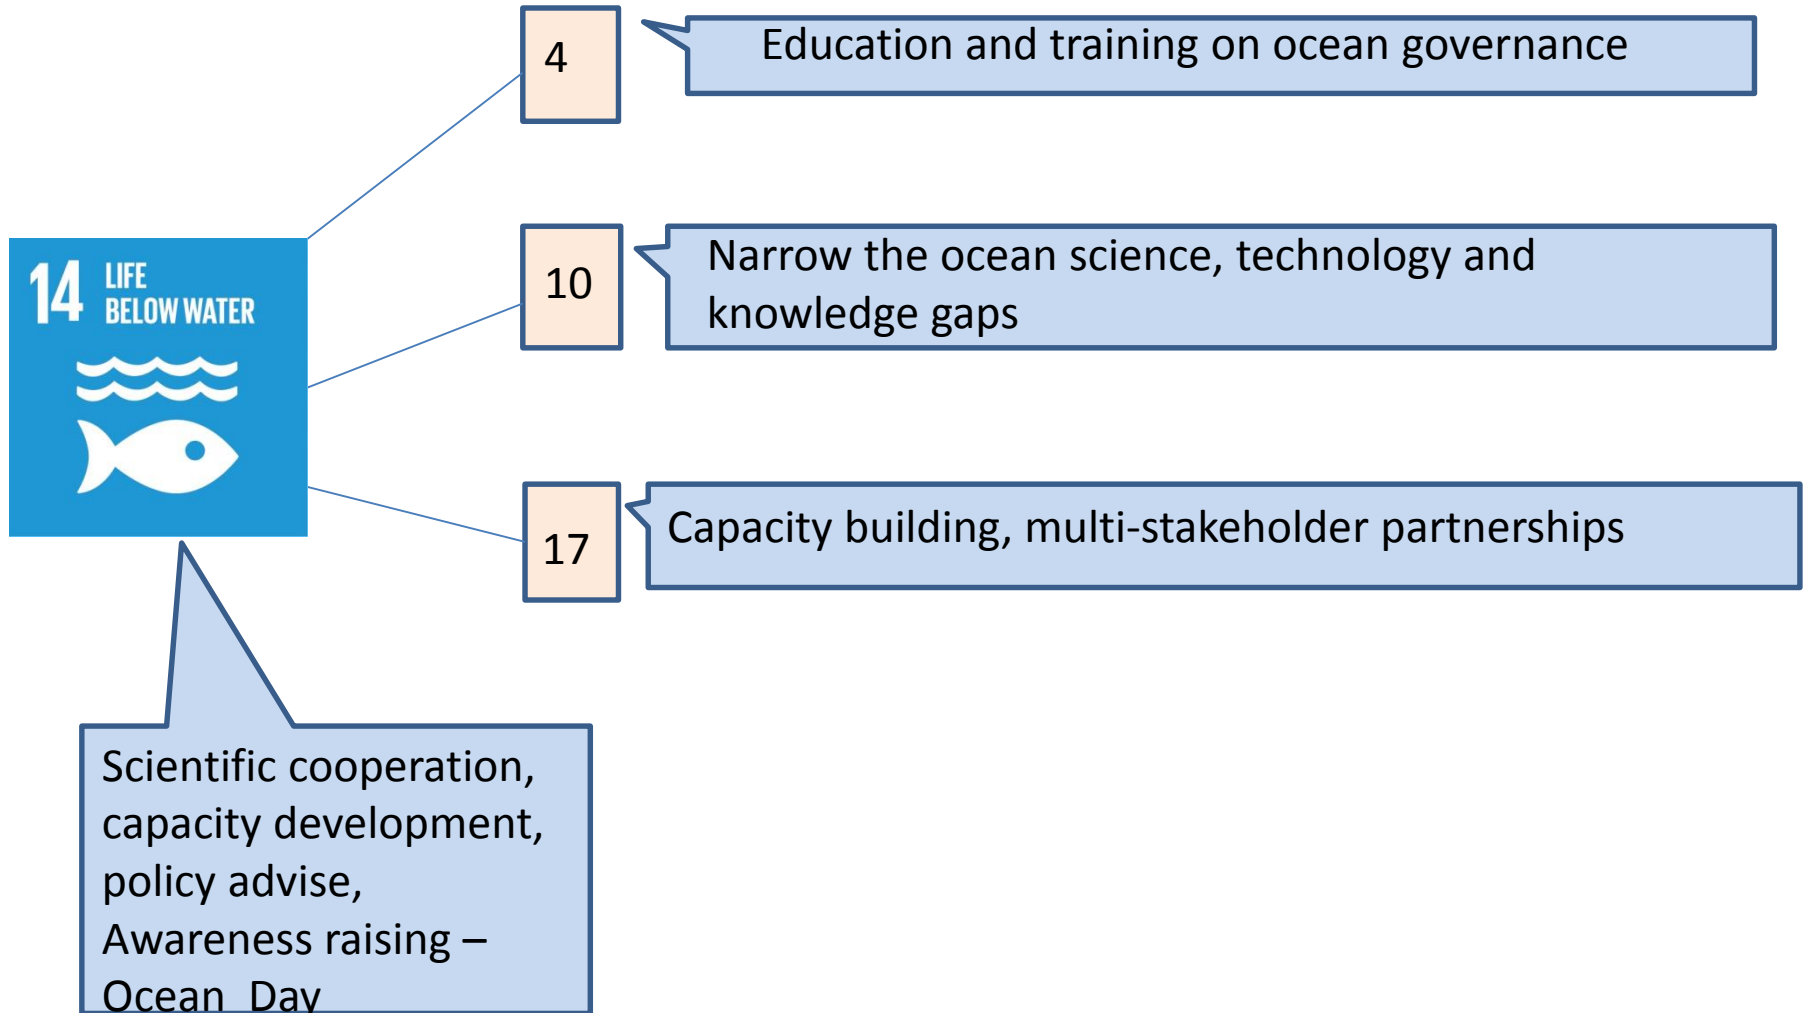 4
Education and training on ocean governance
10
Narrow the ocean science, technology and
knowledge gaps
14 LIFE
BELOW WATER
17
Capacity building, multi-stakeholder partnerships
Scientific cooperation,
capacity development,
policy advise,
Awareness raising –
Ocean Day